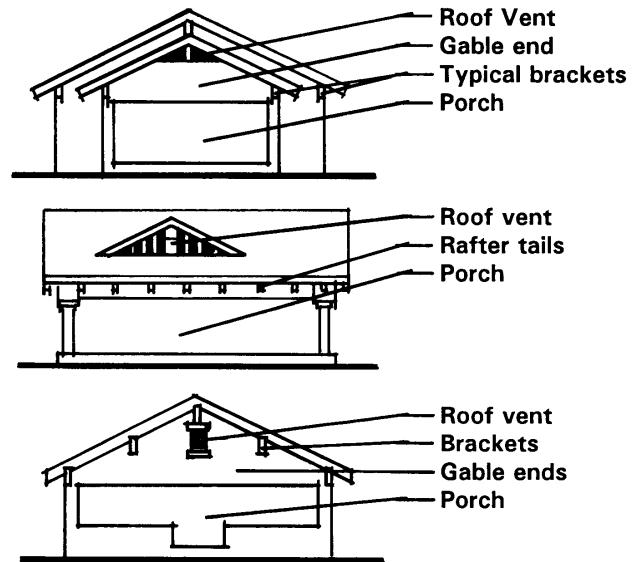 Roof Vent
Gable end
Typical brackets
Porch
Roof vent
Rafter tails
Porch
Roof vent
Brackets
Gable ends
Porch